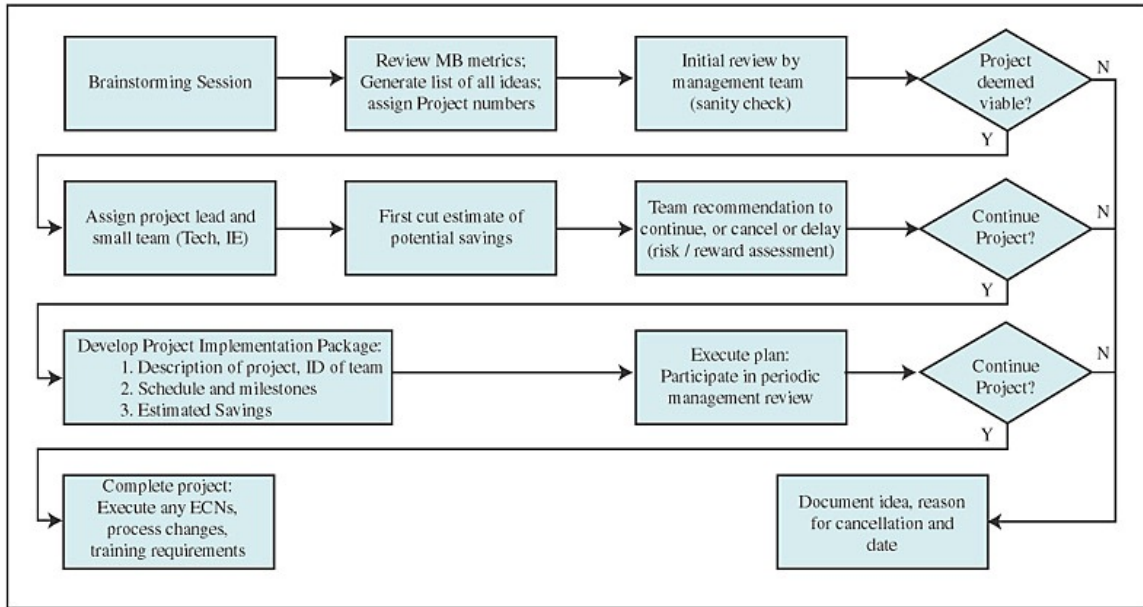 Brainstorming Session
Review MB metrics;
Generate list of all ideas;
assign Project numbers
Initial review by
management team
(sanity check)
Project
deemed
viable?
N
Y
Assign project lead and
small team (Tech, IE)
First cut estimate of
potential savings
Team recommendation to
continue, or cancel or delay
(risk / reward assessment)
Continue
Project?
N
Y
Develop Project Implementation Package:
1. Description of project, ID of team
2. Schedule and milestones
3. Estimated Savings
Execute plan:
Participate in periodic
management review
Continue
Project?
N
Y
Complete project:
Execute any ECNs,
process changes,
training requirements
Document idea, reason
for cancellation and
date